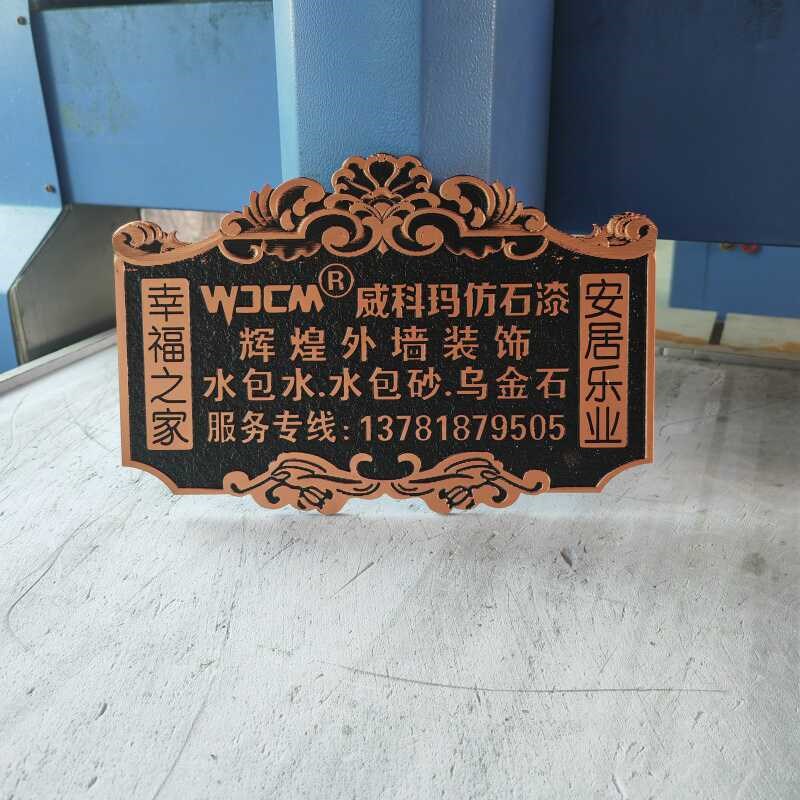 幸福之家
WJCM® 威科玛仿石漆
辉煌外墙装饰
水包水.水包砂.乌金石
服务专线: 13781879505
安居乐业